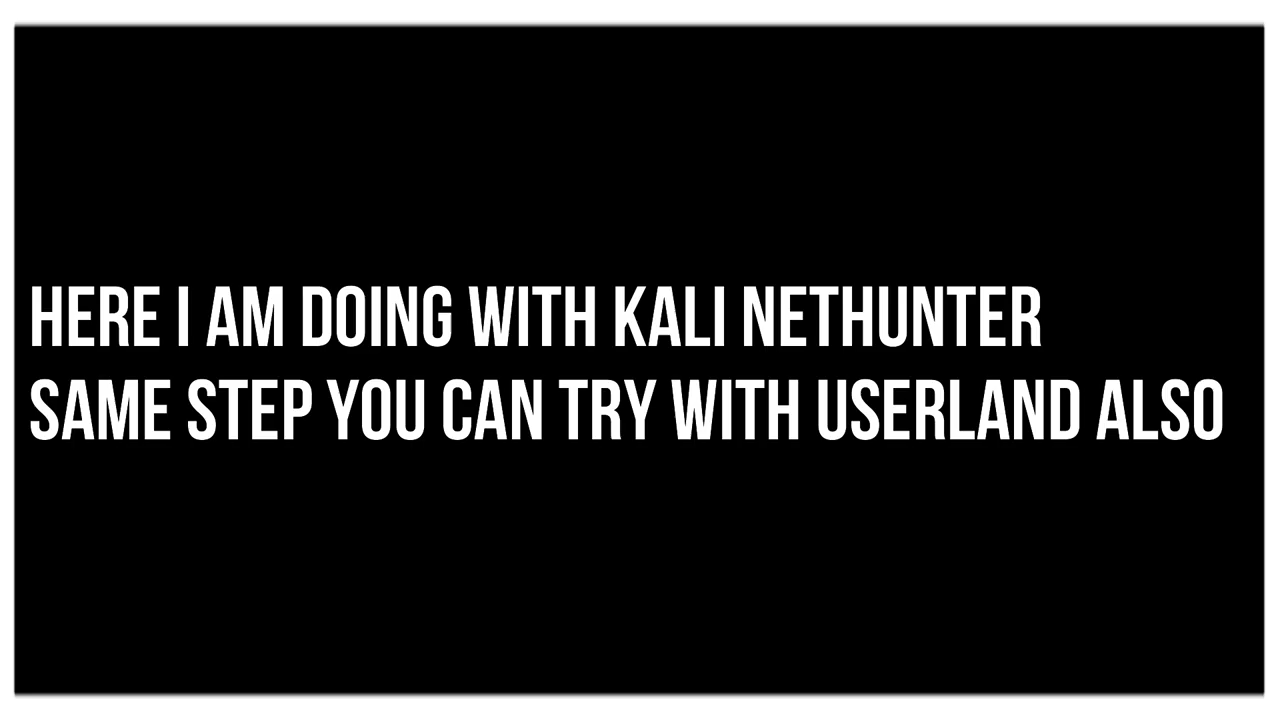 HERE I AM DOING WITH KALI NETHUNTER
SAME STEP YOU CAN TRY WITH USERLAND ALSO